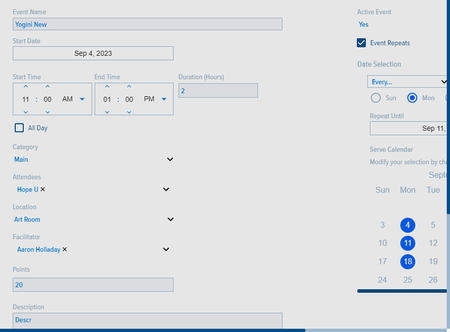 Event Name
Yogini New
Start Date
Sep 4, 2023
Start Time
End Time
Duration (Hours)
11 : 00 AM
01 : 00 PM
2
All Day
Category
Main
Attendees
Hope U ×
Location
Art Room
Facilitator
Aaron Holladay ×
Points
20
Description
Descr
Active Event
Yes
Event Repeats
Date Selection
Every...
Sun Mon
Repeat Until
Sep 11,
Serve Calendar
Modify your selection by ch
Sept
Sun Mon Tue
3 4 5
10 11 12
17 18 19
24 25 26